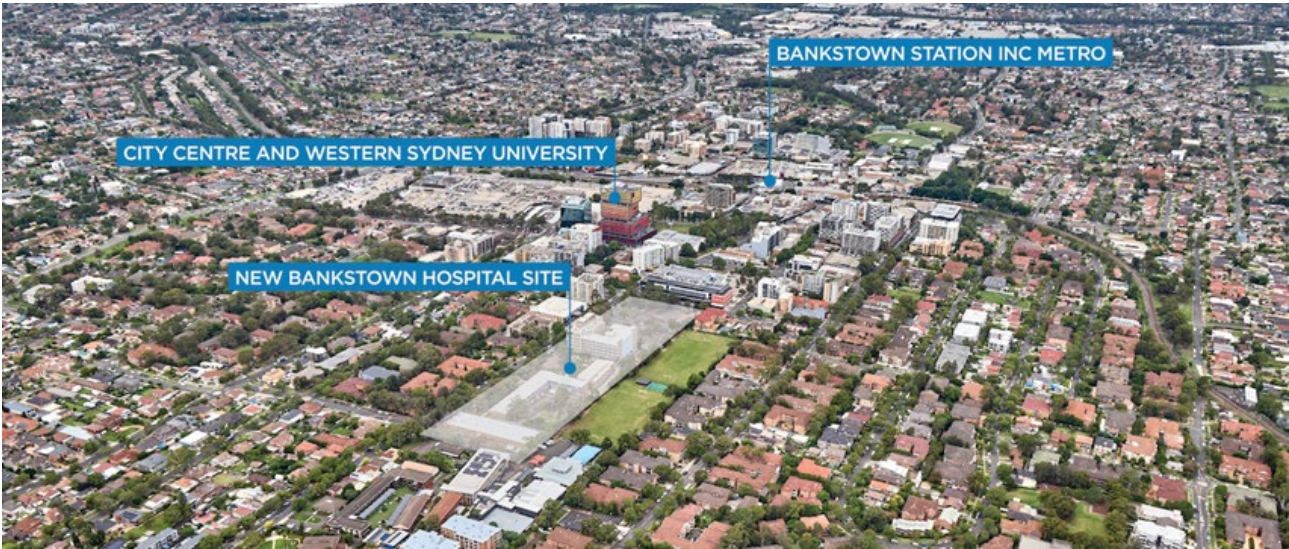 BANKSTOWN STATION INC METRO
CITY CENTRE AND WESTERN SYDNEY UNIVERSITY
NEW BANKSTOWN HOSPITAL SITE